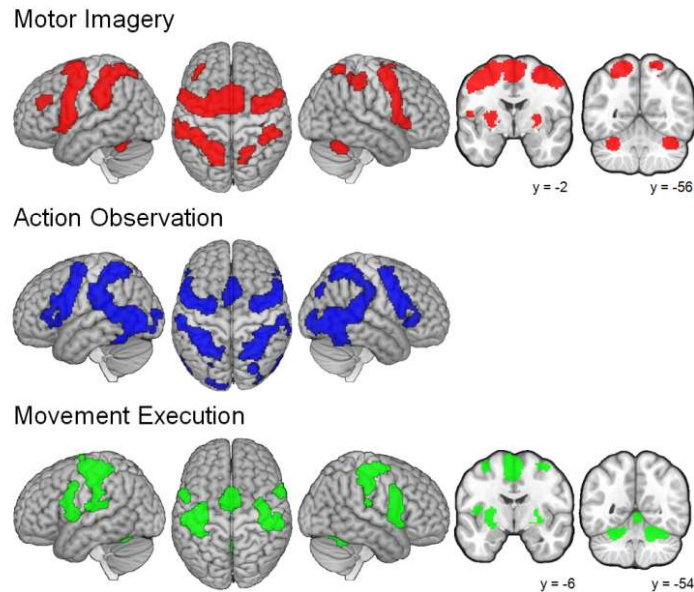 Motor Imagery
y = -2
y = -56
Action Observation
Movement Execution
y = -6
y = -54